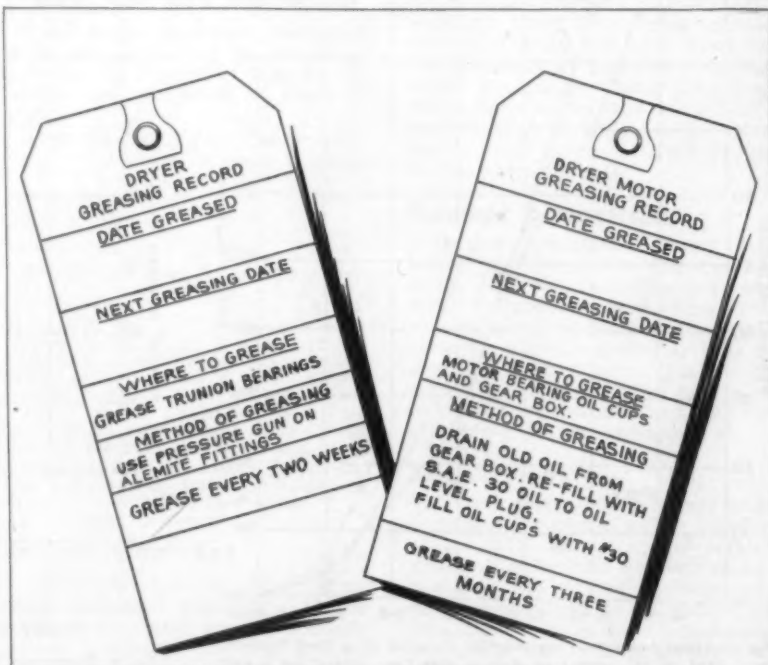 DRYER
GREASING RECORD
DATE GREASED
NEXT GREASING DATE
WHERE TO GREASE
GREASE TRUNION BEARINGS
METHOD OF GREASING
USE PRESSURE GUN ON
ALEMITE FITTINGS
GREASE EVERY TWO WEEKS
DRYER MOTOR
GREASING RECORD
DATE GREASED
NEXT GREASING DATE
WHERE TO GREASE
MOTOR BEARING OIL CUPS
AND GEAR BOX.
METHOD OF GREASING
DRAIN OLD OIL FROM
GEAR BOX. RE-FILL WITH
S.A.E. 30 OIL TO OIL
LEVEL PLUG.
FILL OIL CUPS WITH #30
GREASE EVERY THREE
MONTHS